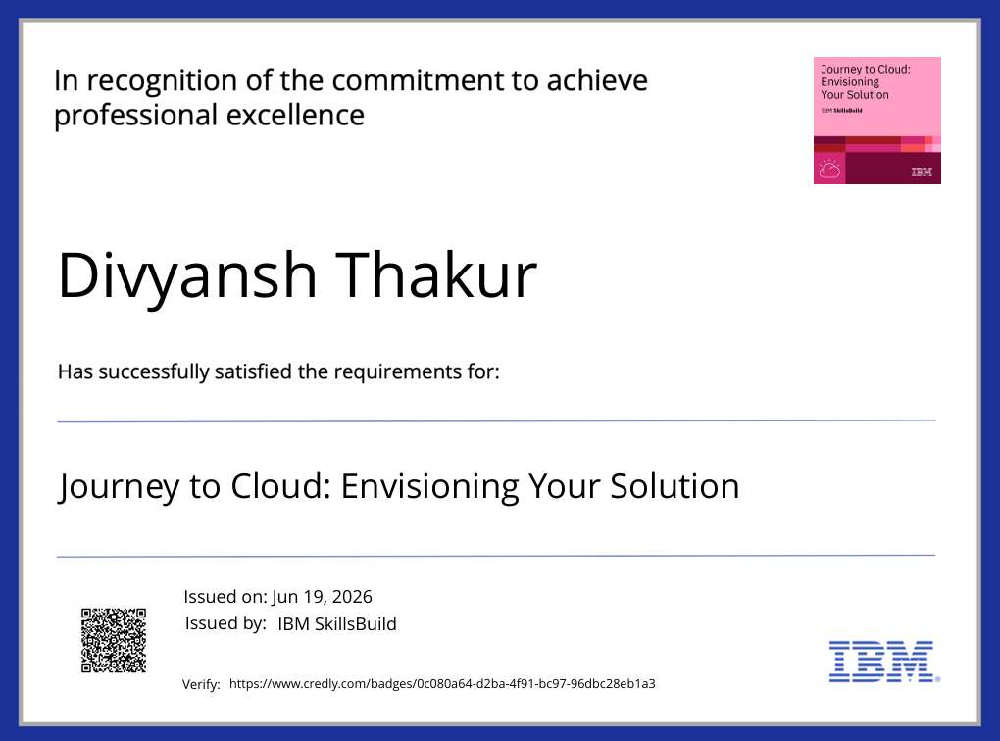 In recognition of the commitment to achieve
professional excellence
Journey to Cloud:
Envisioning
Your Solution
IBM SkillsBuild
IBM
Divyansh Thakur
Has successfully satisfied the requirements for:
Journey to Cloud: Envisioning Your Solution
Issued on: Jun 19, 2026
Issued by: IBM SkillsBuild
Verify: https://www.credly.com/badges/0c080a64-d2ba-4f91-bc97-96dbc28eb1a3
IBM®